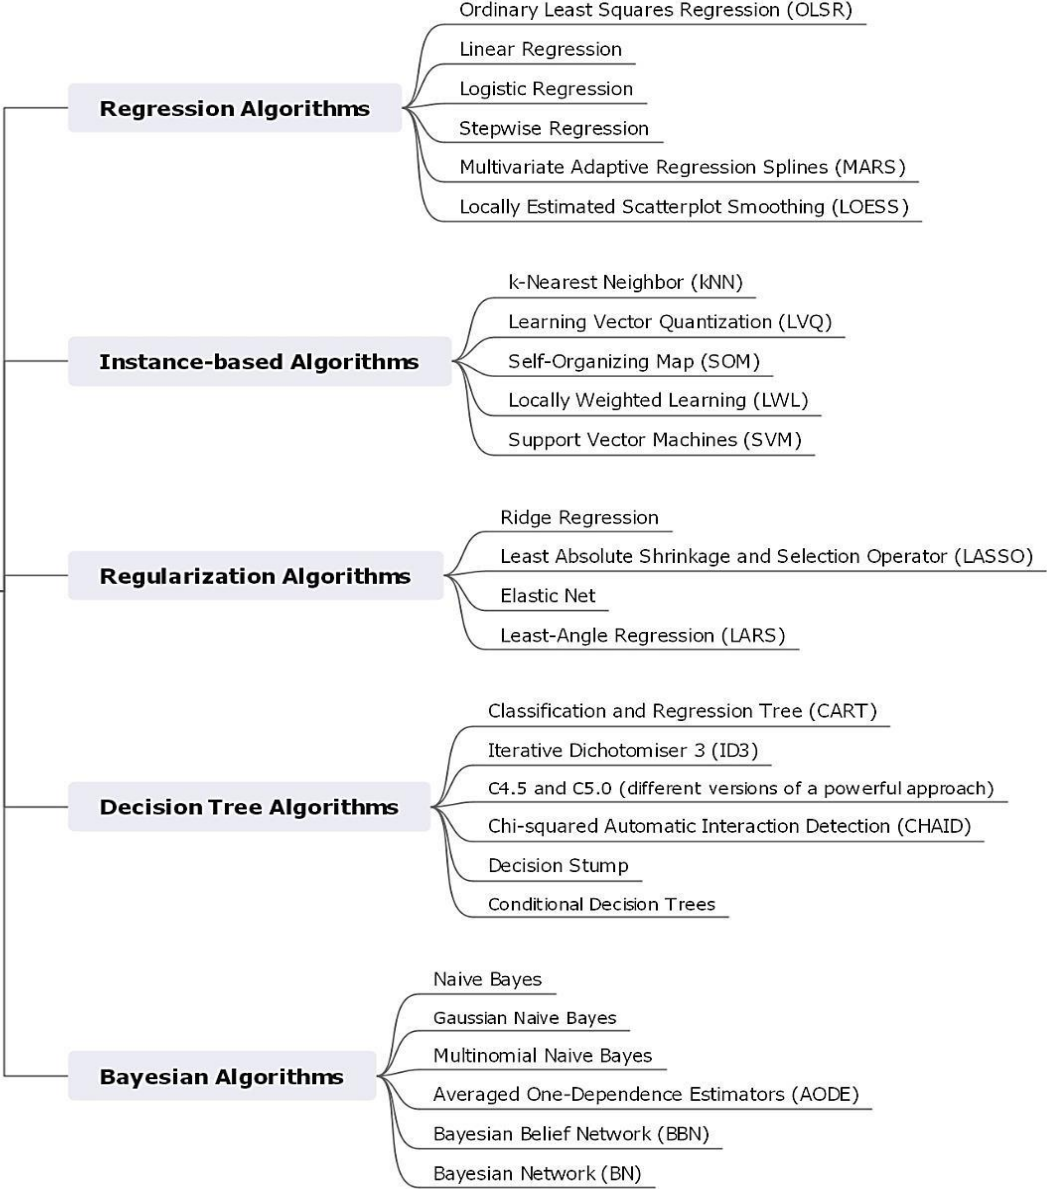 Regression Algorithms
Ordinary Least Squares Regression (OLSR)
Linear Regression
Logistic Regression
Stepwise Regression
Multivariate Adaptive Regression Splines (MARS)
Locally Estimated Scatterplot Smoothing (LOESS)
Instance-based Algorithms
k-Nearest Neighbor (kNN)
Learning Vector Quantization (LVQ)
Self-Organizing Map (SOM)
Locally Weighted Learning (LWL)
Support Vector Machines (SVM)
Regularization Algorithms
Ridge Regression
Least Absolute Shrinkage and Selection Operator (LASSO)
Elastic Net
Least-Angle Regression (LARS)
Decision Tree Algorithms
Classification and Regression Tree (CART)
Iterative Dichotomiser 3 (ID3)
C4.5 and C5.0 (different versions of a powerful approach)
Chi-squared Automatic Interaction Detection (CHAID)
Decision Stump
Conditional Decision Trees
Bayesian Algorithms
Naive Bayes
Gaussian Naive Bayes
Multinomial Naive Bayes
Averaged One-Dependence Estimators (AODE)
Bayesian Belief Network (BBN)
Bayesian Network (BN)